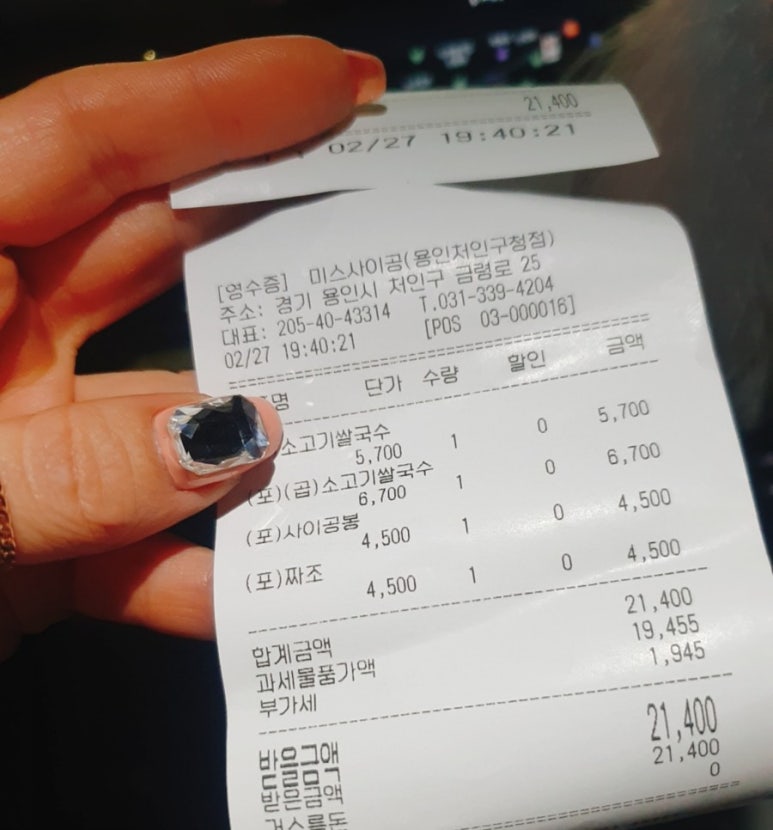 21,400
02/27 19:40:21
[영수증] 미스사이공(용인처인구청점)
주소: 경기 용인시 처인구 금령로 25
대표: 205-40-43314 T.031-339-4204
02/27 19:40:21 [POS 03-000016]
명 단가 수량 할인 금액
소고기쌀국수
5,700 1 0 5,700
(포)(곱)소고기쌀국수
6,700 1 0 6,700
(포)사이공봉
4,500 1 0 4,500
(포)짜조
4,500 1 0 4,500
합계금액 21,400
과세물품가액 19,455
부가세 1,945
받을금액 21,400
받은금액 21,400
거스름돈 0